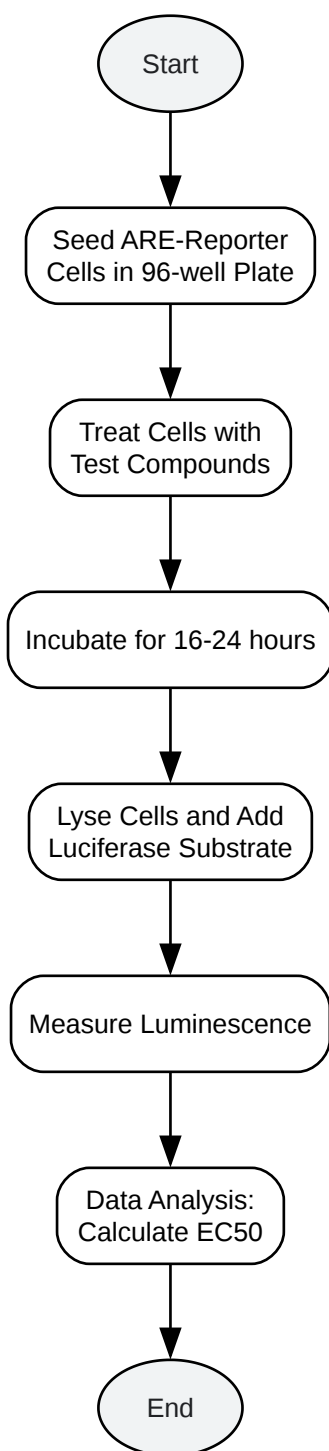 Start
Seed ARE-Reporter
Cells in 96-well Plate
Treat Cells with
Test Compounds
Incubate for 16-24 hours
Lyse Cells and Add
Luciferase Substrate
Measure Luminescence
Data Analysis:
Calculate EC50
End